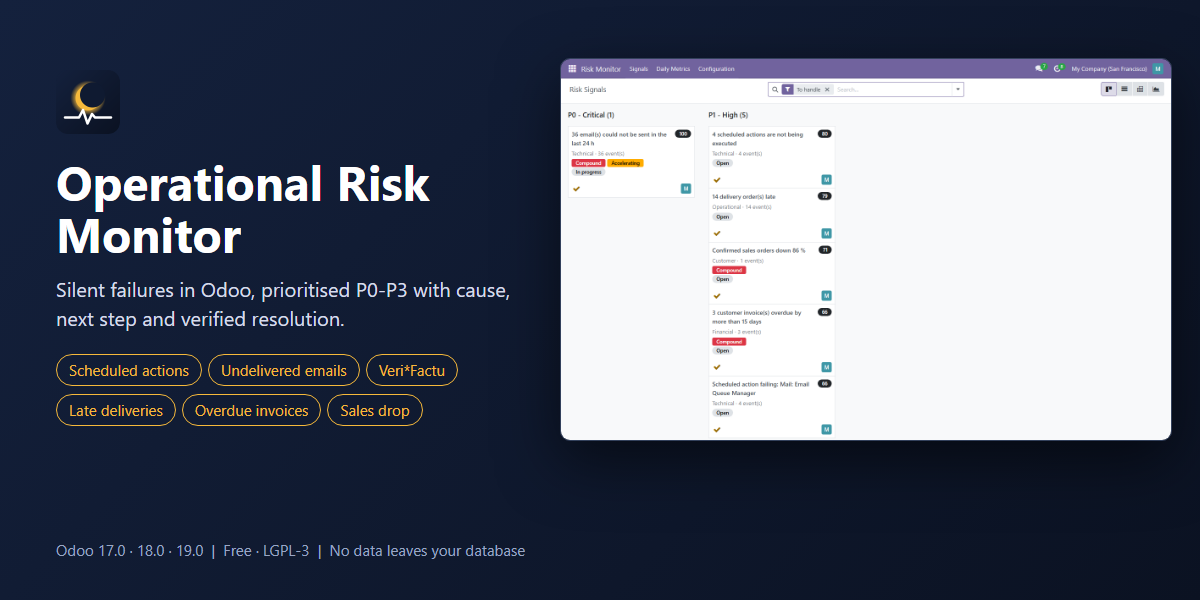 Operational Risk
Monitor
Silent failures in Odoo, prioritised P0-P3 with cause,
next step and verified resolution.
Scheduled actions
Undelivered emails
Veri*Factu
Late deliveries
Overdue invoices
Sales drop
Odoo 17.0 · 18.0 · 19.0 | Free · LGPL-3 | No data leaves your database
Risk Monitor Signals Daily Metrics Configuration
My Company (San Francisco) M
Risk Signals
To handle × Search...
P0 - Critical (1)
36 email(s) could not be sent in the
last 24 h
100
Technical · 36 event(s)
Compound Accelerating
In progress
M
P1 - High (5)
4 scheduled actions are not being
executed
Technical · 4 event(s)
Open
M
14 delivery order(s) late
Operational · 14 event(s)
Open
M
Confirmed sales orders down 86 %
71
Customer · 1 event(s)
Compound
Open
M
3 customer invoice(s) overdue by
more than 15 days
Financial · 3 event(s)
Compound
Open
M
Scheduled action failing: Mail: Email
Queue Manager
Technical · 4 event(s)
Open
M